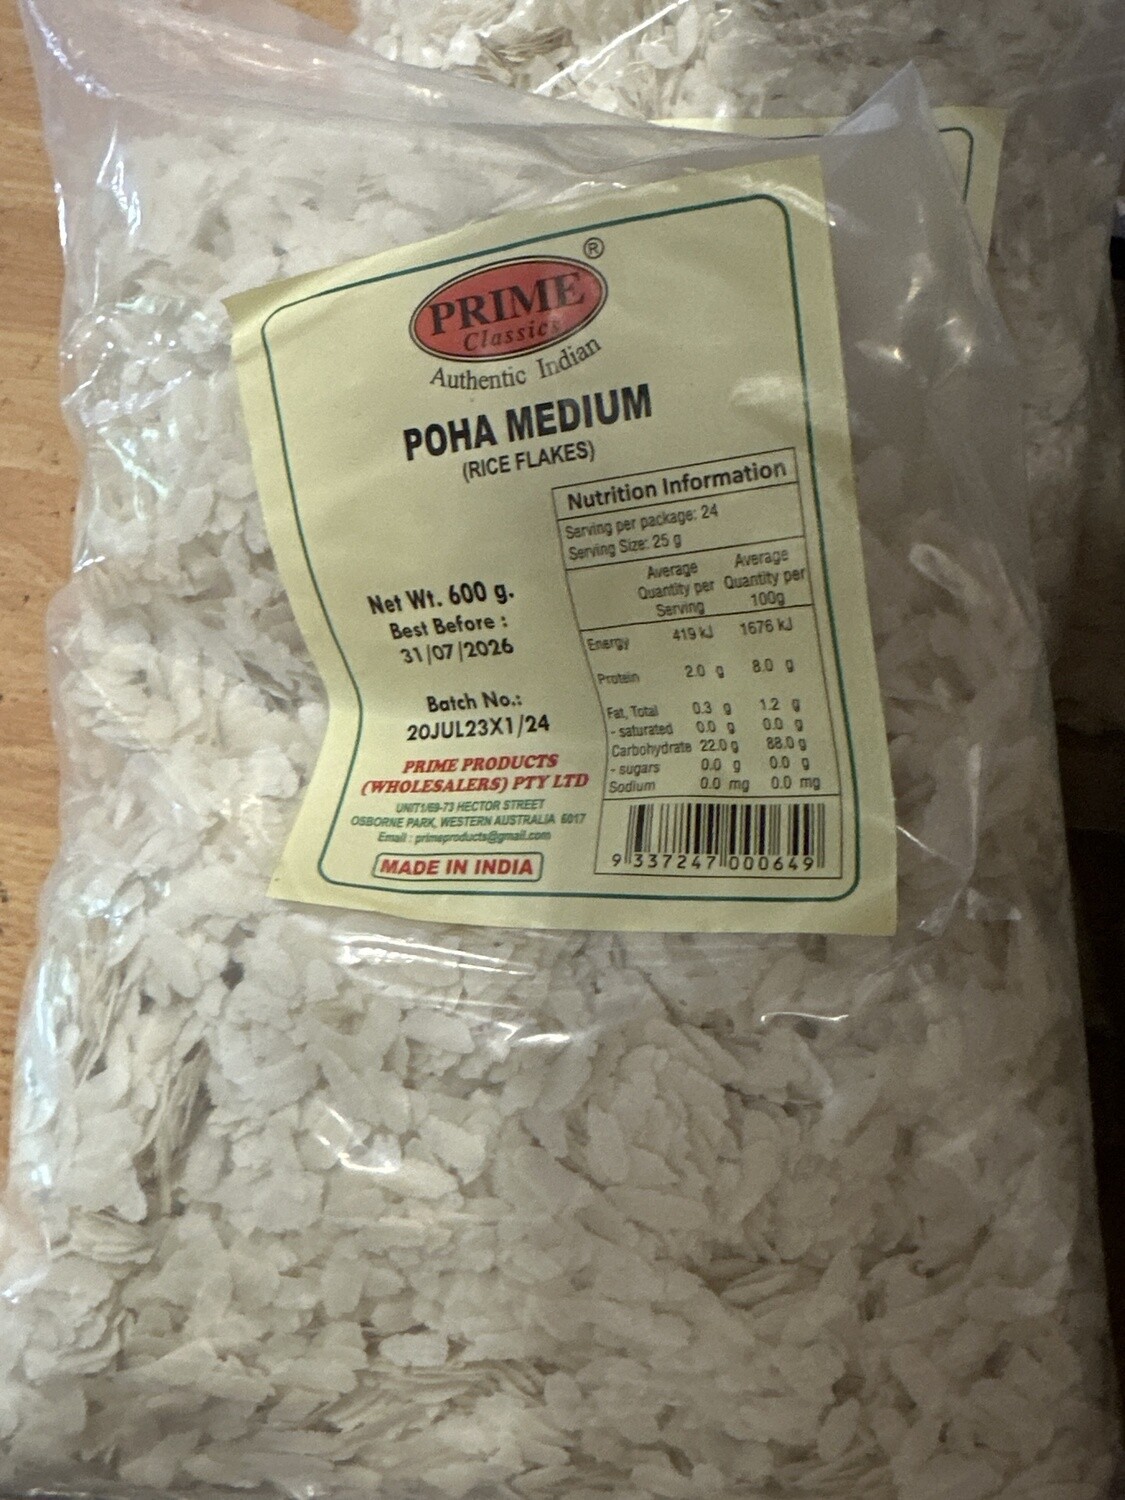 PRIME ®
Classics
Authentic Indian
POHA MEDIUM
(RICE FLAKES)
Net Wt. 600 g.
Best Before :
31/07/2026
Batch No.:
20JUL23X1/24
PRIME PRODUCTS
(WHOLESALERS) PTY LTD
UNIT1/69-73 HECTOR STREET
OSBORNE PARK, WESTERN AUSTRALIA 6017
Email : primeproducts@gmail.com
MADE IN INDIA
Nutrition Information
Serving per package: 24
Serving Size: 25 g
Average Quantity per Serving Average Quantity per 100g
Energy 419 kJ 1676 kJ
Protein 2.0 g 8.0 g
Fat, Total 0.3 g 1.2 g
- saturated 0.0 g 0.0 g
Carbohydrate 22.0 g 88.0 g
- sugars 0.0 g 0.0 g
Sodium 0.0 mg 0.0 mg
9 337247 000649